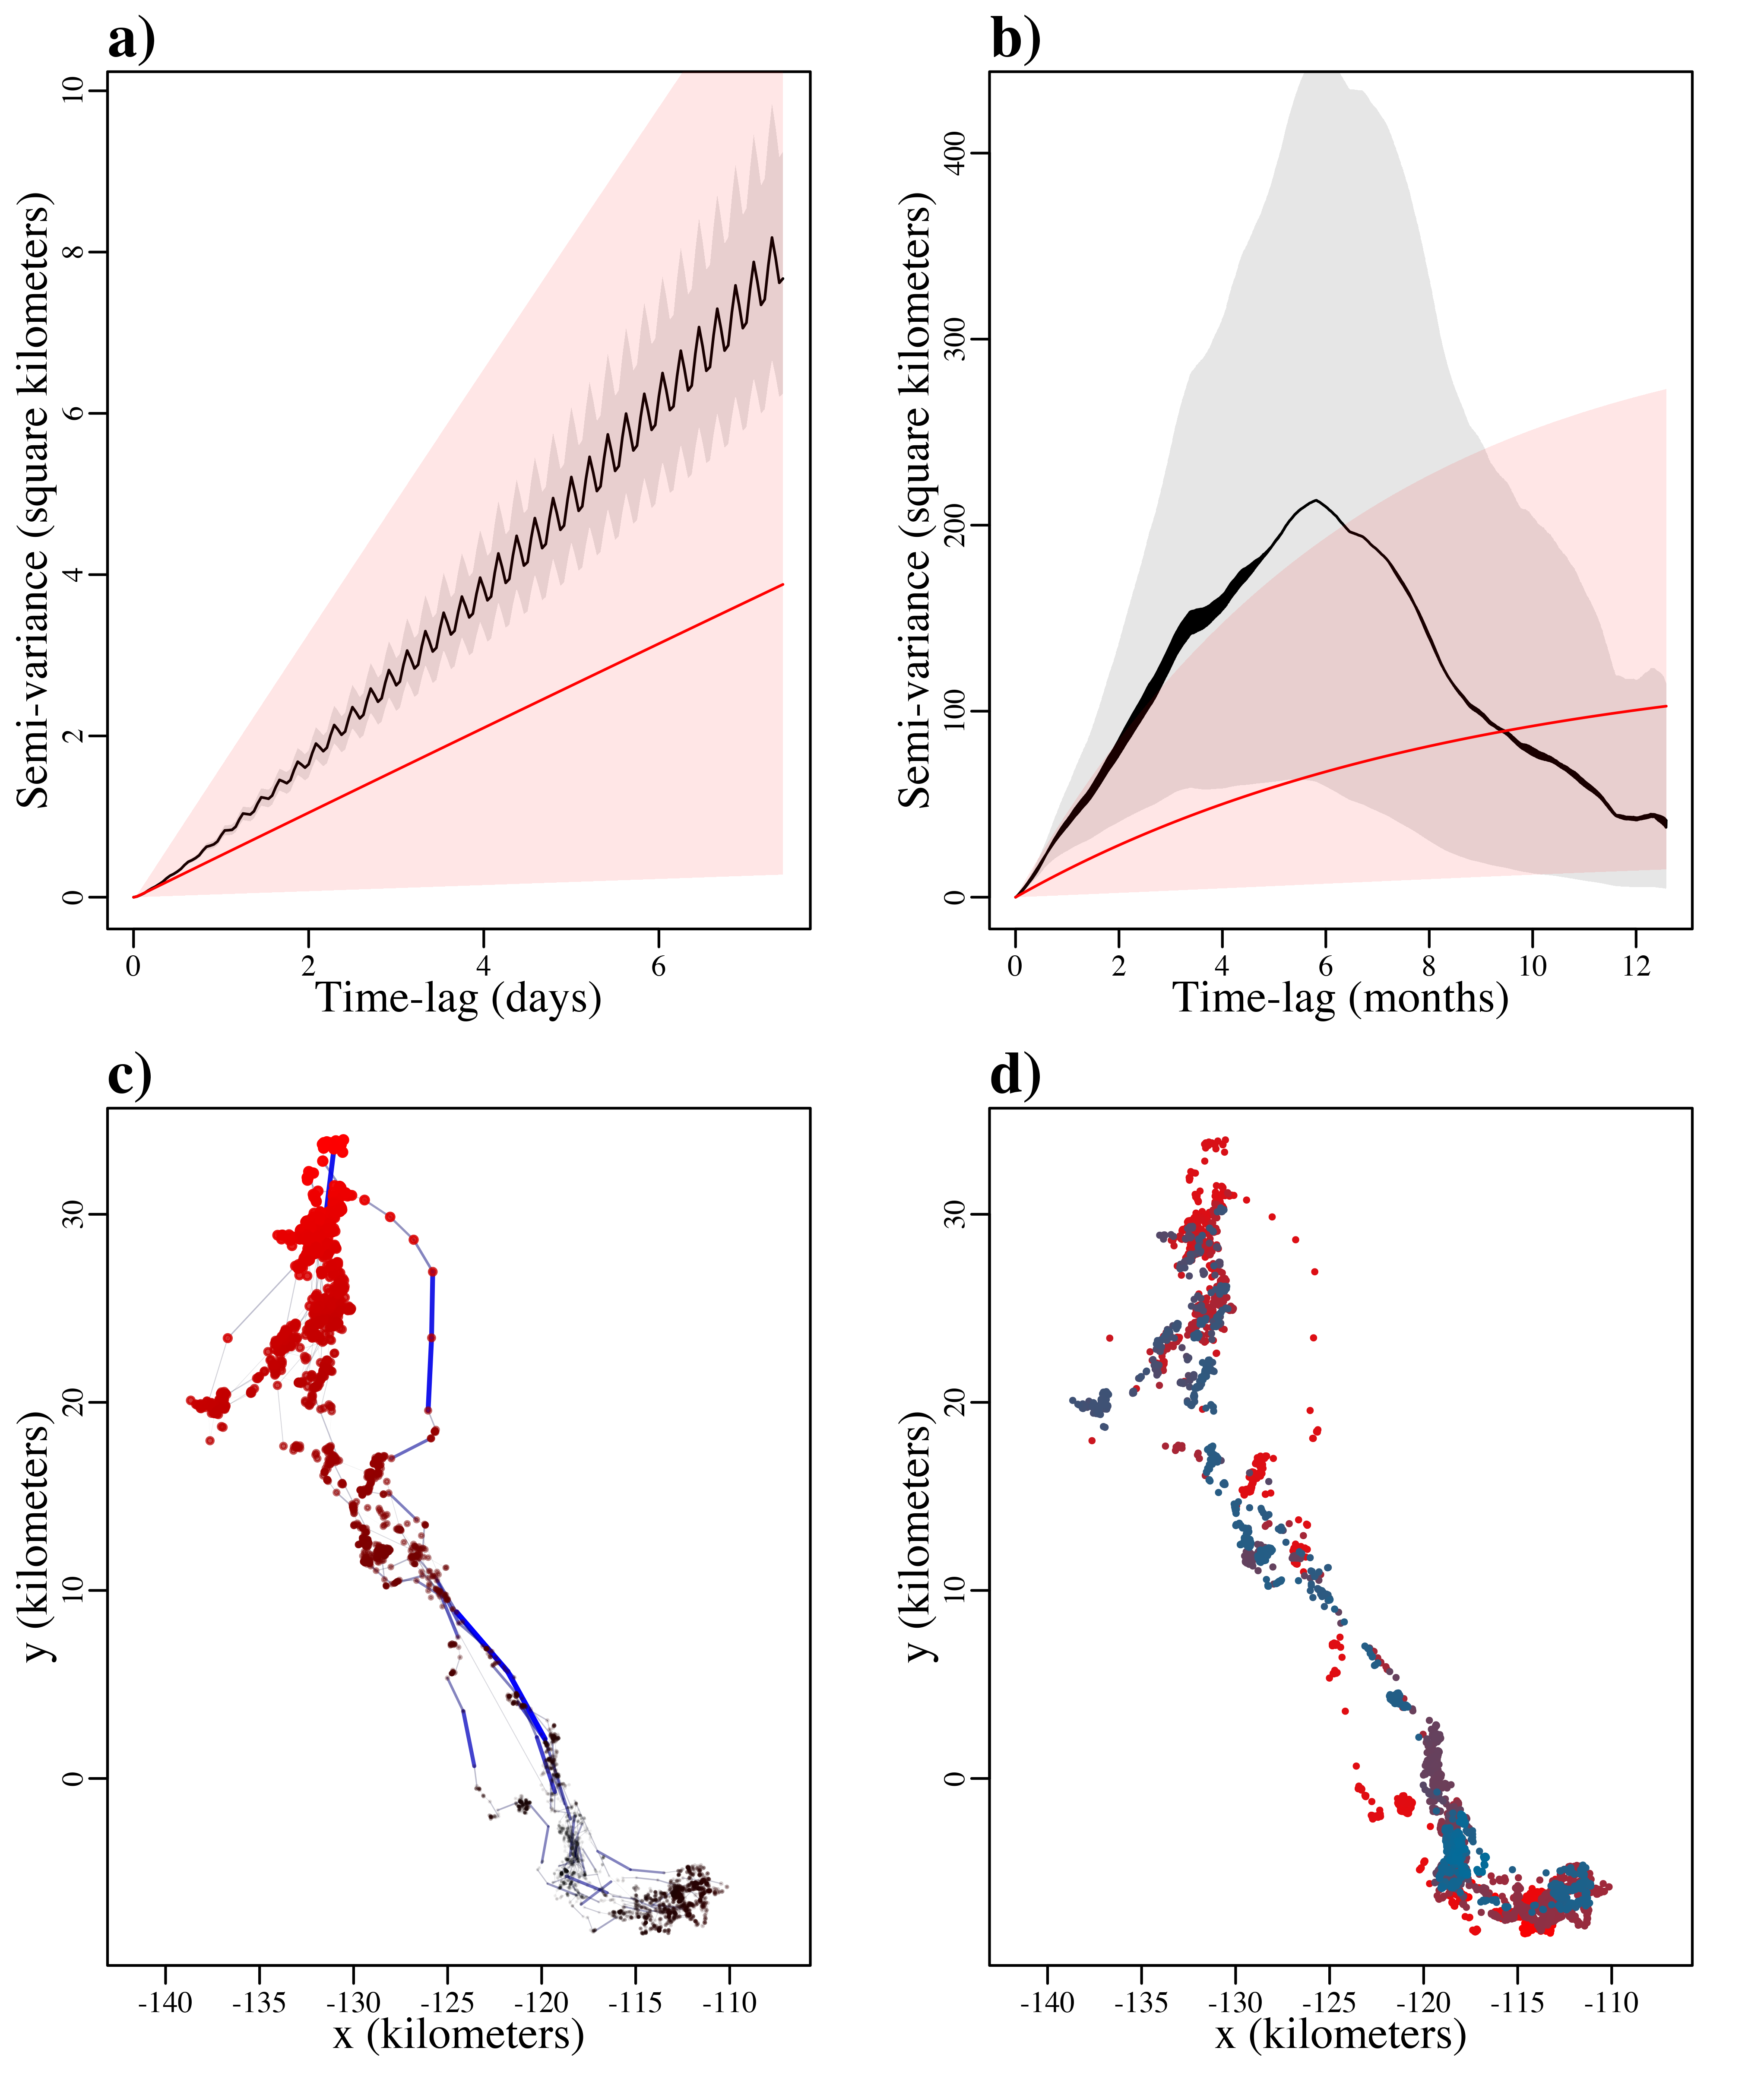 a)
Semi-variance (square kilometers)
0 2 4 6 8 10
0 2 4 6
Time-lag (days)
b)
Semi-variance (square kilometers)
0 100 200 300 400
0 2 4 6 8 10 12
Time-lag (months)
c)
y (kilometers)
0 10 20 30
-140 -135 -130 -125 -120 -115 -110
x (kilometers)
d)
y (kilometers)
0 10 20 30
-140 -135 -130 -125 -120 -115 -110
x (kilometers)